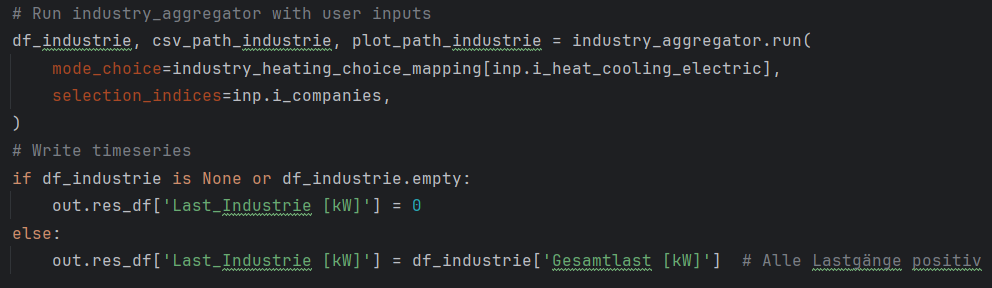 # Run industry_aggregator with user inputs
df_industrie, csv_path_industrie, plot_path_industrie = industry_aggregator.run(
    mode_choice=industry_heating_choice_mapping[inp.i_heat_cooling_electric],
    selection_indices=inp.i_companies,
)
# Write timeseries
if df_industrie is None or df_industrie.empty:
    out.res_df['Last_Industrie [kW]'] = 0
else:
    out.res_df['Last_Industrie [kW]'] = df_industrie['Gesamtlast [kW]']  # Alle Lastgänge positiv